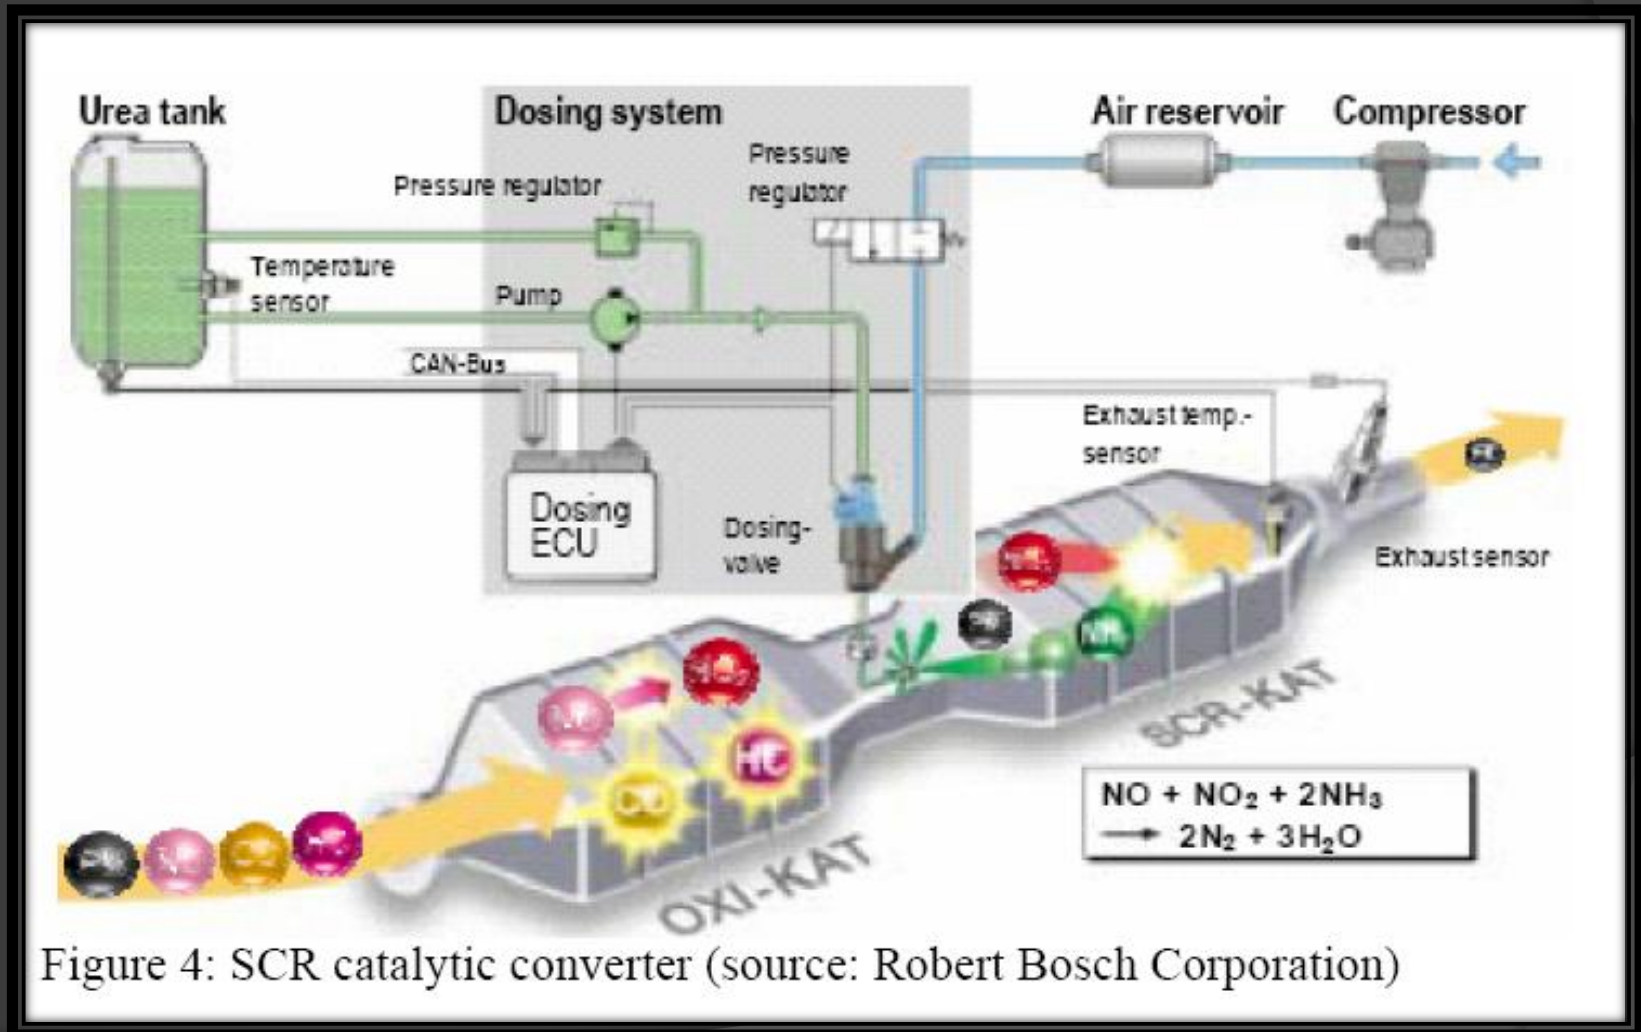 Urea tank
Dosing system
Air reservoir
Compressor
Pressure
regulator
Pressure regulator
Temperature
sensor
Pump
CAN-Bus
Exhaust temp.-
sensor
Dosing
ECU
Dosing-
valve
Exhaust sensor
NH₃
HC
SCR-KAT
NO + NO₂ + 2NH₃
→ 2N₂ + 3H₂O
OXI-KAT
Figure 4: SCR catalytic converter (source: Robert Bosch Corporation)